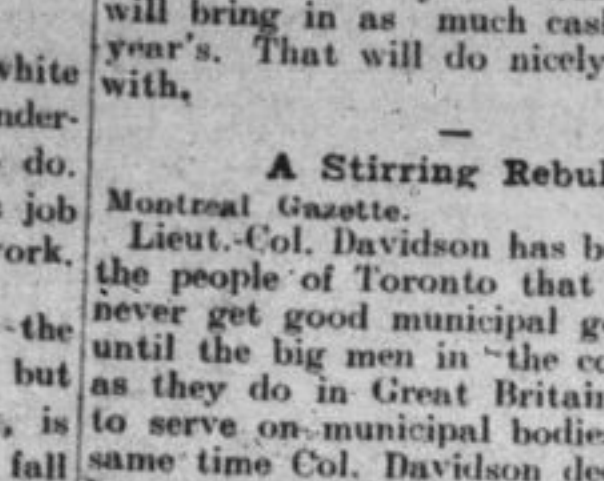 white
nder-
do.
job
ork.
-the
but
, is
fall
will bring in as much cas
year's. That will do nicely
with.
A Stirring Rebu
Montreal Gazette.
Lieut.-Col. Davidson has b
the people of Toronto that
never get good municipal g
until the big men in the co
as they do in Great Britain
to serve on municipal bodies
same time Col. Davidson de